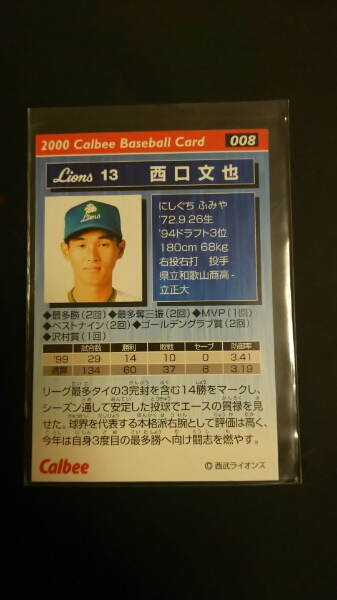 2000 Calbee Baseball Card 008
Lions 13 西口文也
Lions
にしぐち ふみや
'72.9.26生
'94ドラフト3位
180cm 68kg
右投右打 投手
県立和歌山商高-
立正大
◆最多勝(2回)◆最多奪三振(2回)◆MVP(1回)
◆ベストナイン(2回)◆ゴールデングラブ賞(2回)
◆沢村賞(1回)
試合数 勝利 敗戦 セーブ 防御率
'99 29 14 10 0 3.41
通算 134 60 37 6 3.19
リーグ最多タイの3完封を含む14勝をマークし、
シーズン通して安定した投球でエースの貫禄を見
せた。球界を代表する本格派右腕として評価は高く、
今年は自身3度目の最多勝へ向け闘志を燃やす。
Calbee
©西武ライオンズ